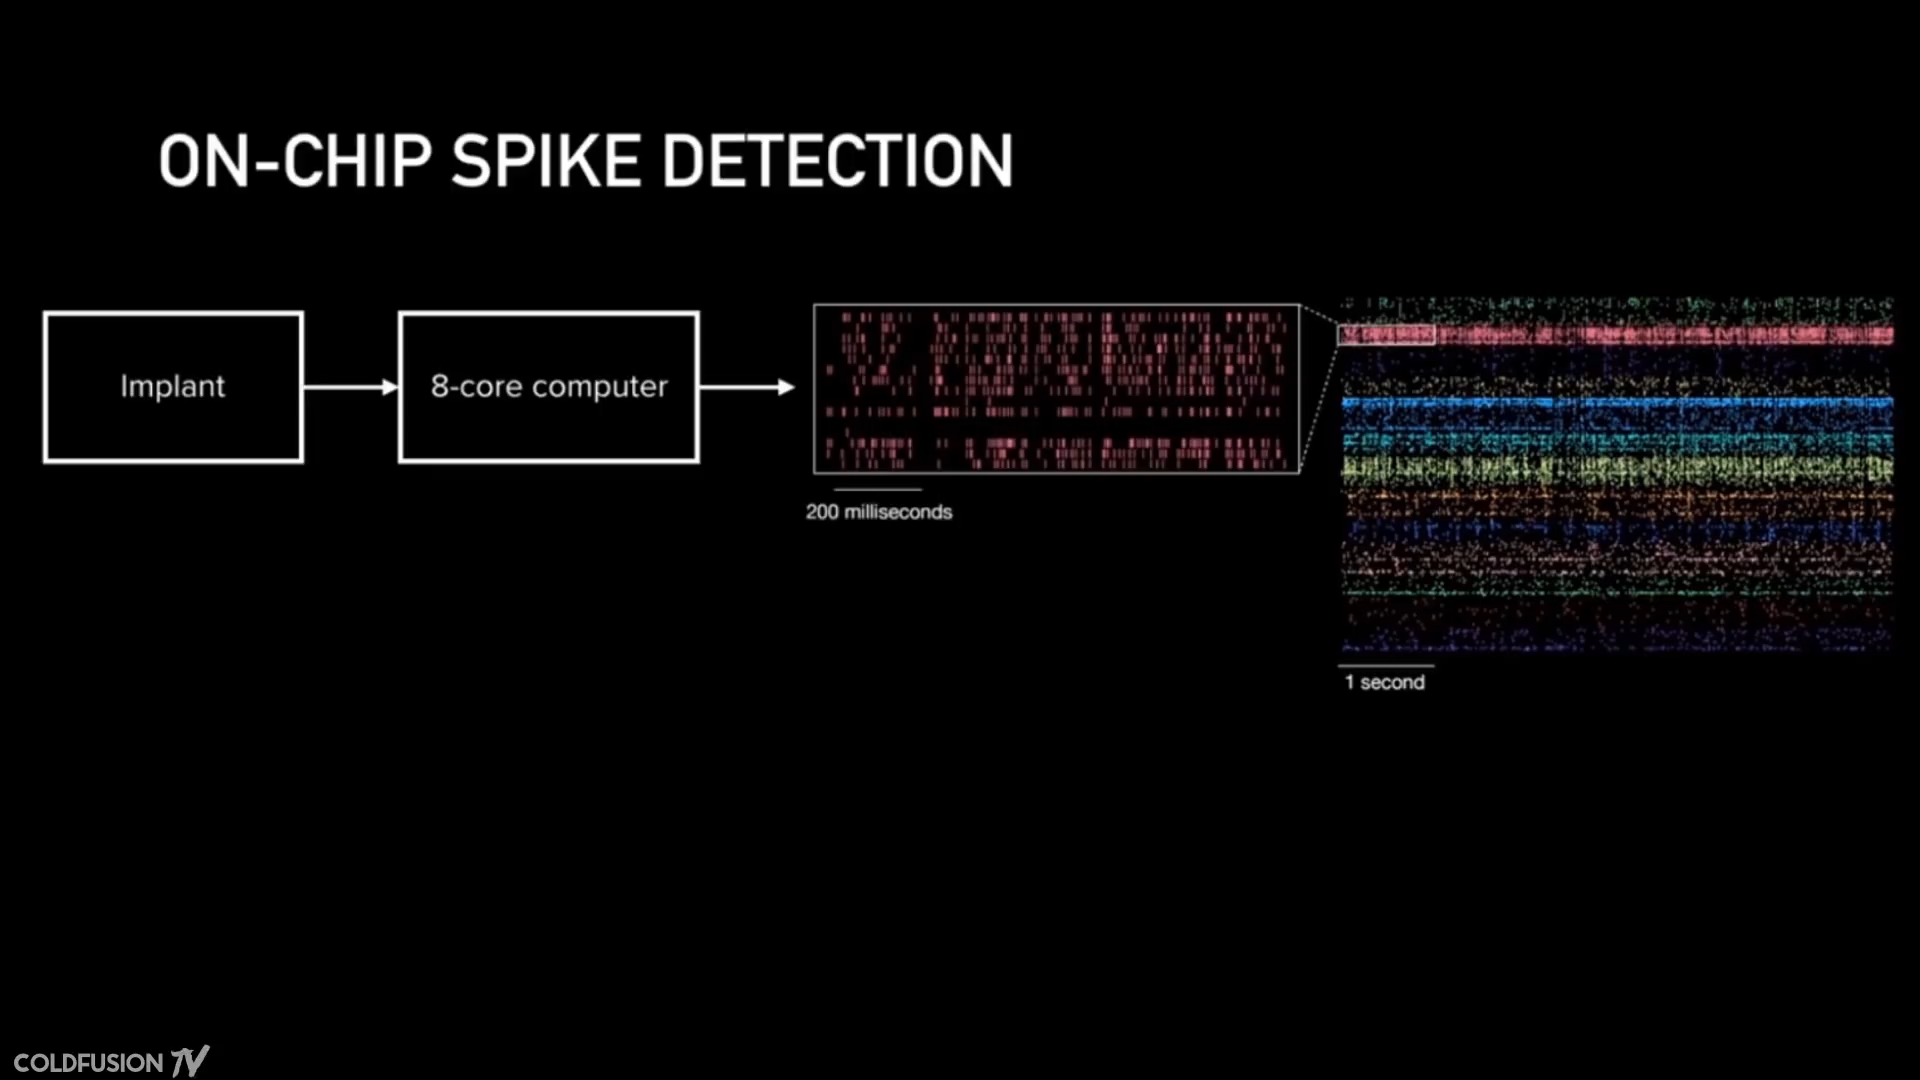 ON-CHIP SPIKE DETECTION
Implant
8-core computer
200 milliseconds
1 second
COLDFUSION TV